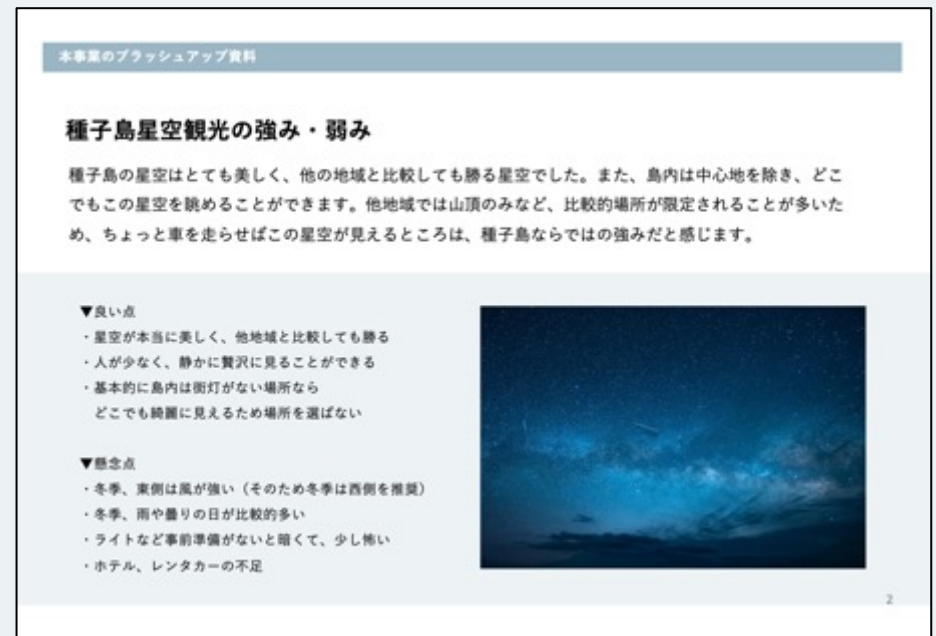 本事業のブラッシュアップ資料
種子島星空観光の強み・弱み
種子島の星空はとても美しく、他の地域と比較しても勝る星空でした。また、島内は中心地を除き、どこ
でもこの星空を眺めることができます。他地域では山頂のみなど、比較的場所が限定されることが多いた
め、ちょっと車を走らせばこの星空が見えるところは、種子島ならではの強みだと感じます。
▼良い点
・星空が本当に美しく、他地域と比較しても勝る
・人が少なく、静かに贅沢に見ることができる
・基本的に島内は街灯がない場所なら
どこでも綺麗に見えるため場所を選ばない
▼懸念点
・冬季、東側は風が強い（そのため冬季は西側を推奨）
・冬季、雨や曇りの日が比較的多い
・ライトなど事前準備がないと暗くて、少し怖い
・ホテル、レンタカーの不足
2